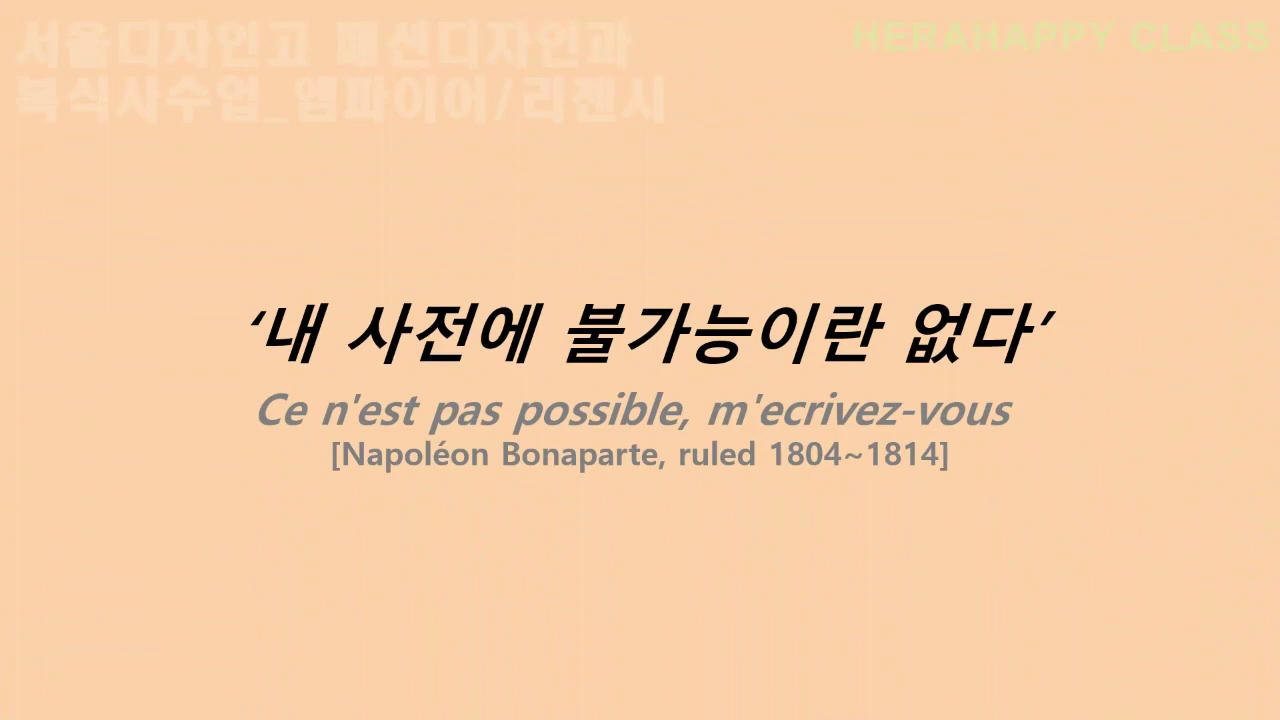 서울디자인고 패션디자인과
복식사수업_엠파이어/리젠시
HERAHAPPY CLASS
‘내 사전에 불가능이란 없다’
Ce n'est pas possible, m'ecrivez-vous
[Napoléon Bonaparte, ruled 1804~1814]